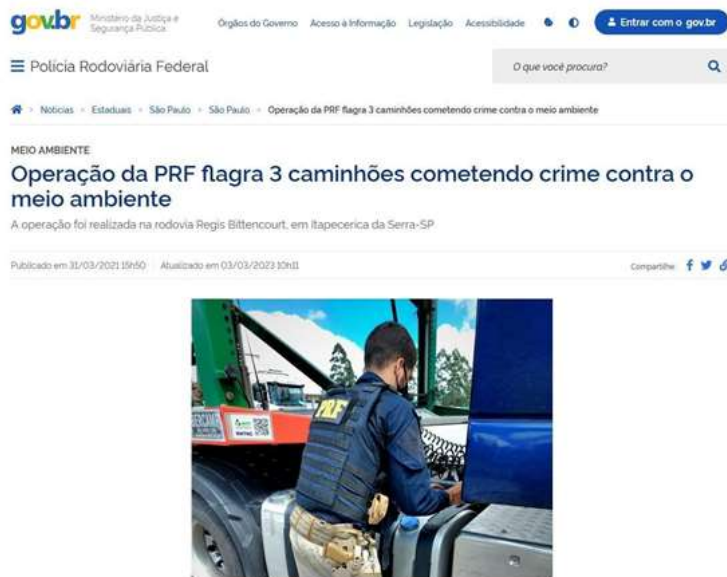 gov.br
Ministério da Justiça e
Segurança Pública
Órgãos do Governo Acesso à Informação Legislação Acessibilidade
Entrar com o gov.br
Polícia Rodoviária Federal
O que você procura?
Notícias > Estaduais > São Paulo > São Paulo > Operação da PRF flagra 3 caminhões cometendo crime contra o meio ambiente
MEIO AMBIENTE
Operação da PRF flagra 3 caminhões cometendo crime contra o
meio ambiente
A operação foi realizada na rodovia Regis Bittencourt, em Itapecerica da Serra-SP
Publicado em 31/03/2021 15h50 Atualizado em 03/03/2023 10h11
Compartilhe:
PRF